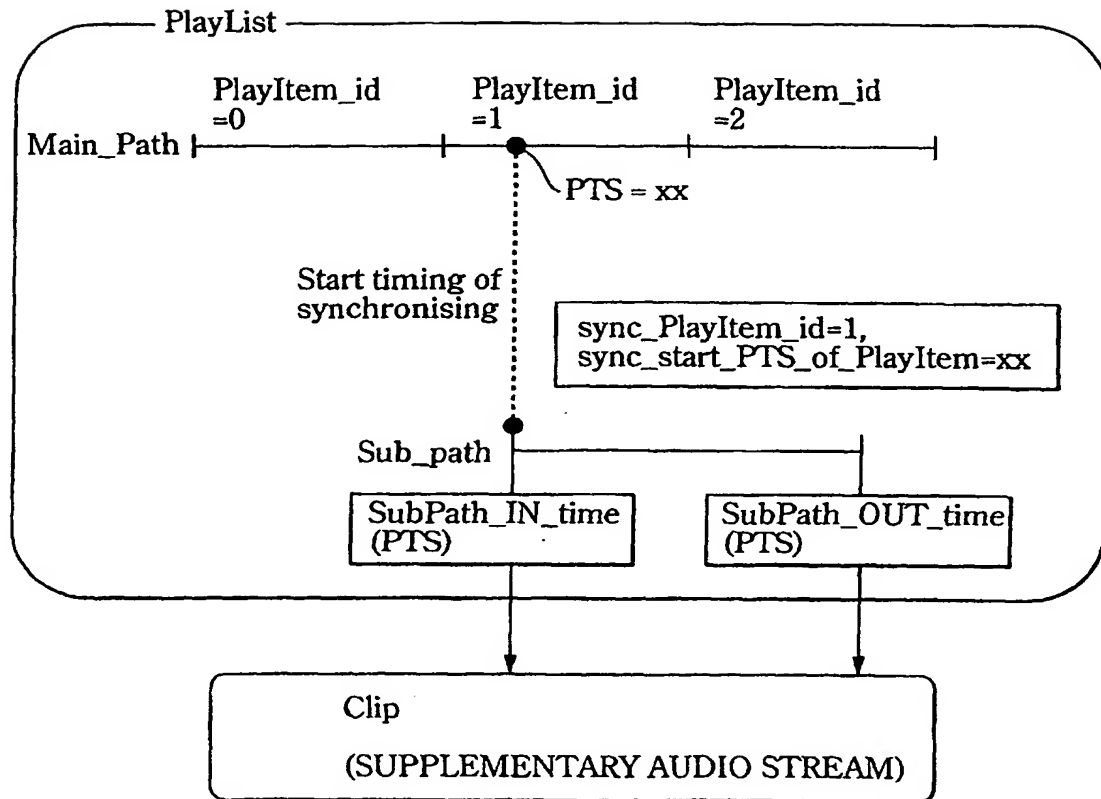 PlayList
PlayItem_id
=0
PlayItem_id
=1
PlayItem_id
=2
Main_Path
PTS = xx
Start timing of
synchronising
sync_PlayItem_id=1,
sync_start_PTS_of_PlayItem=xx
Sub_path
SubPath_IN_time
(PTS)
SubPath_OUT_time
(PTS)
Clip
(SUPPLEMENTARY AUDIO STREAM)